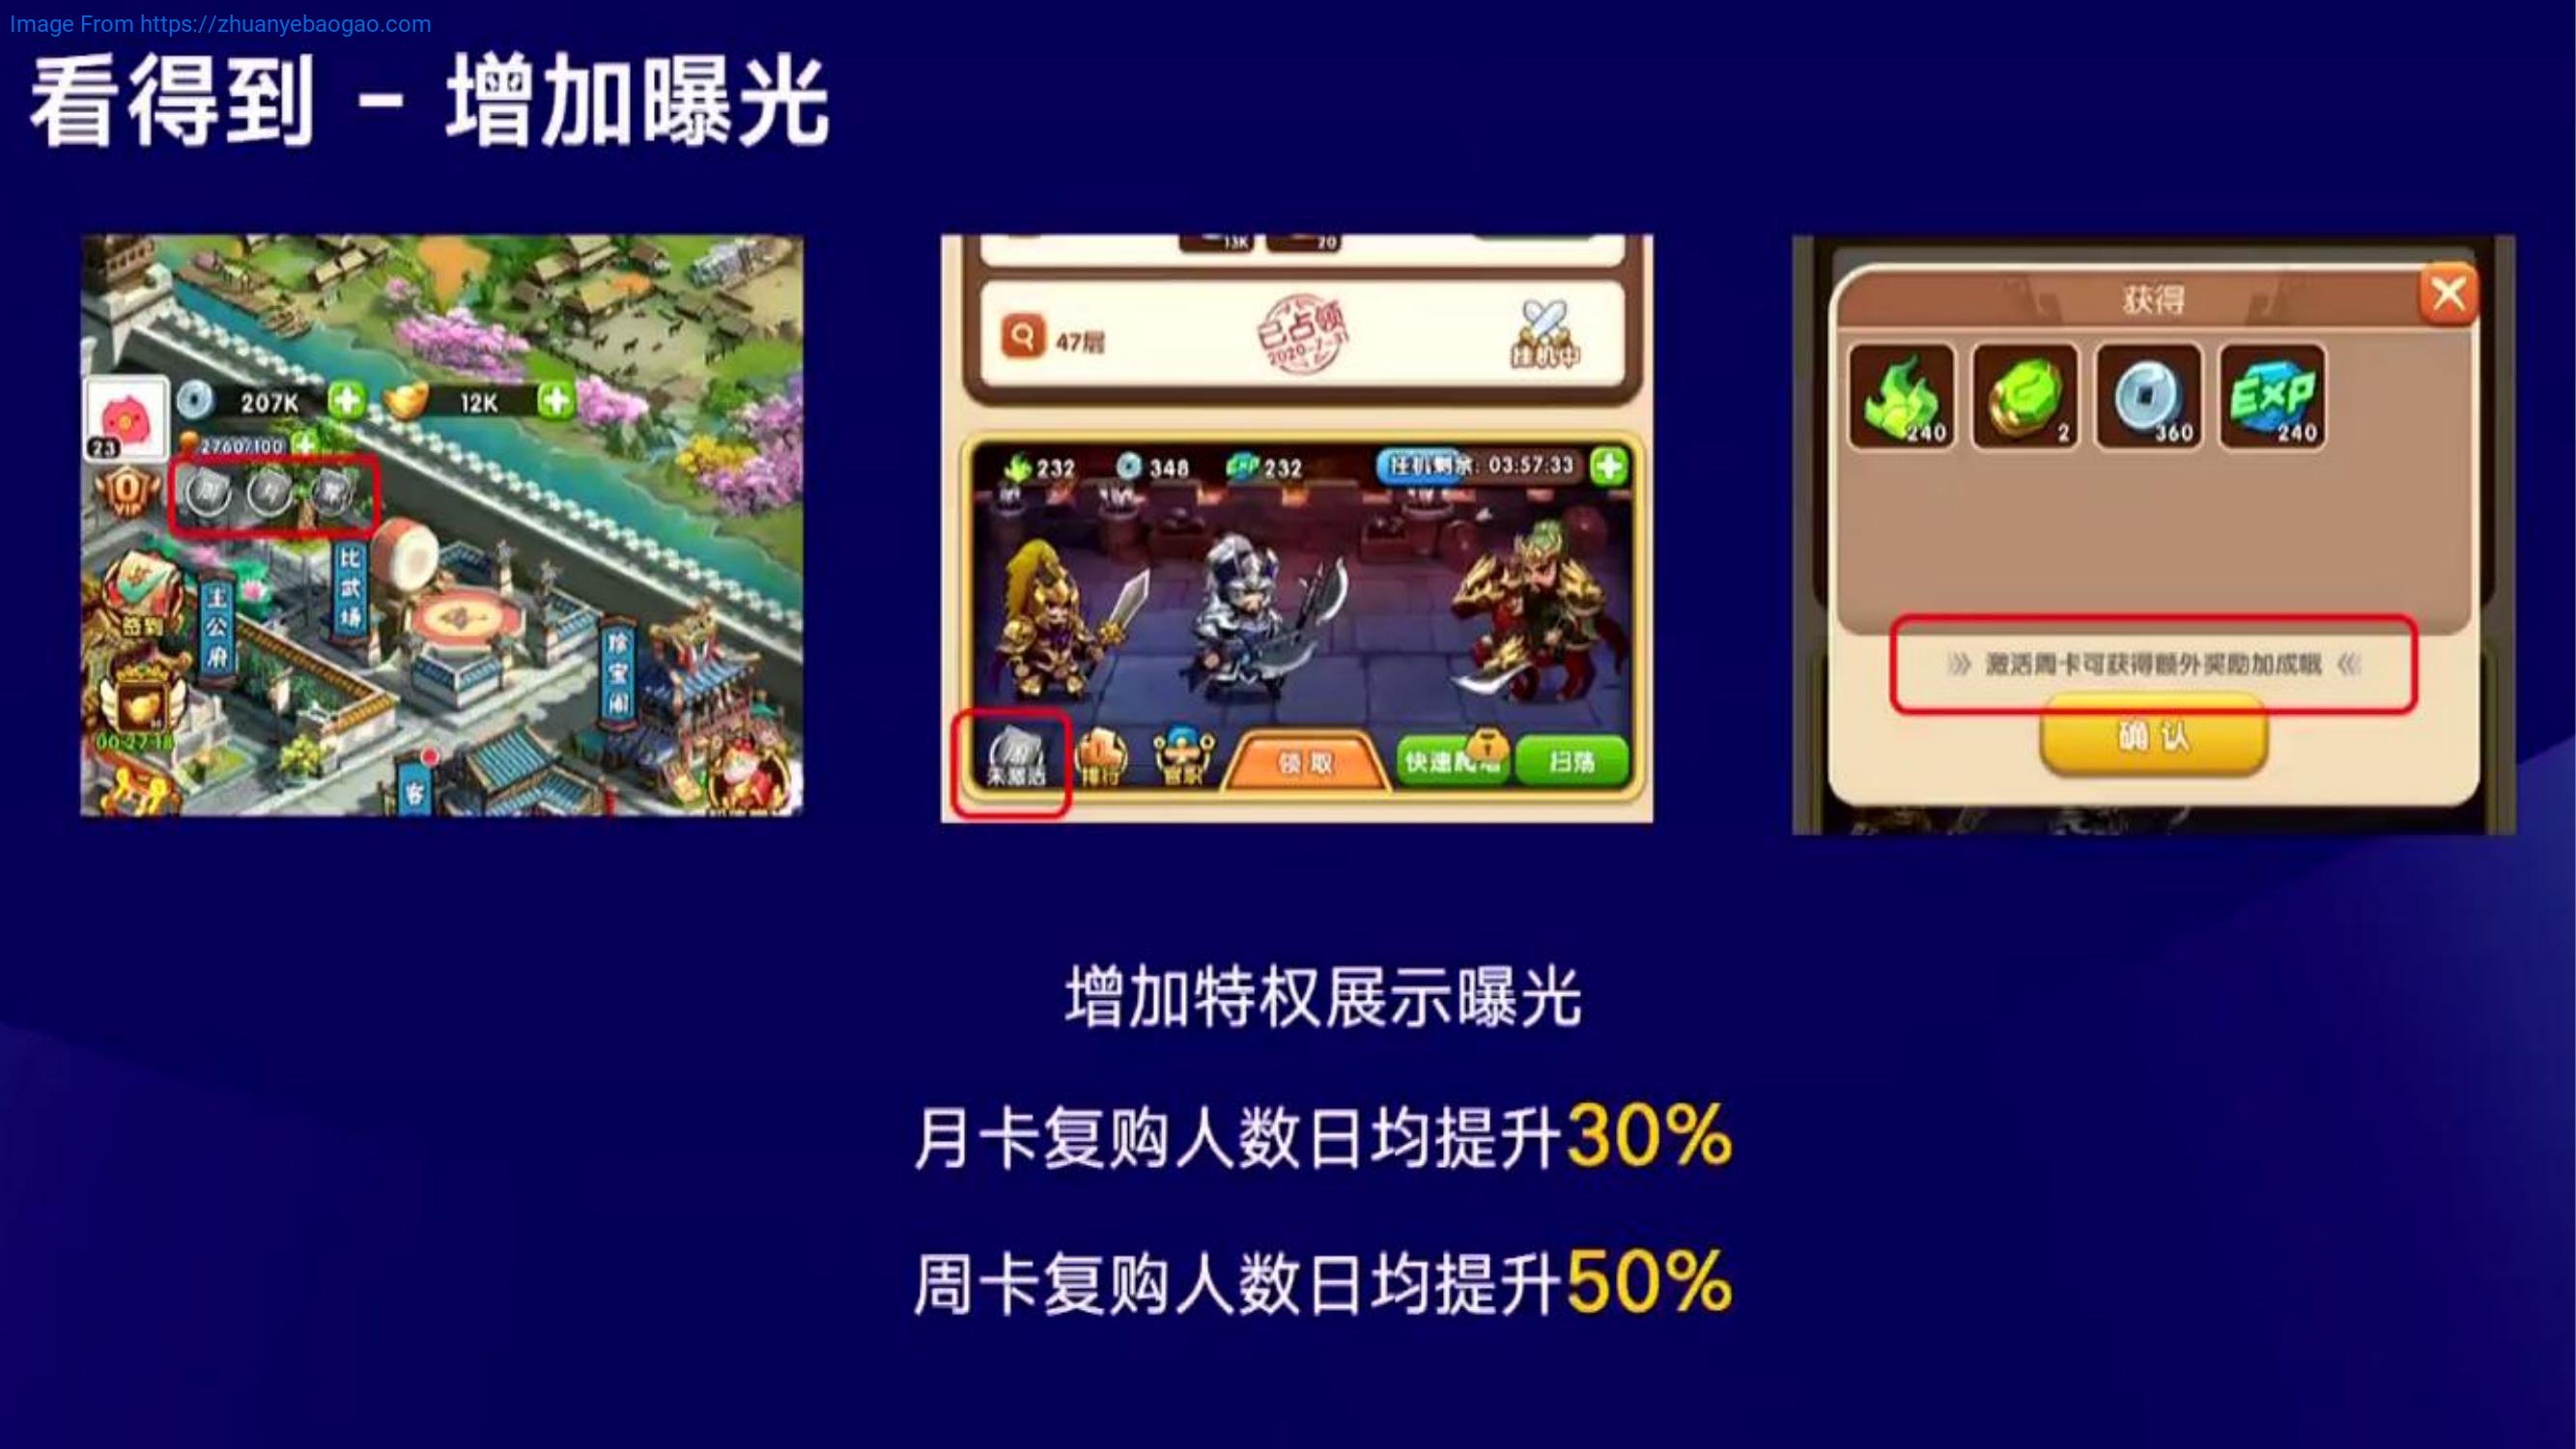 Image From https://zhuanyebaogao.com
看得到 - 增加曝光
207K
12K
23
2760/100
VIP
0
周
月
比武场
主公府
签到
珍宝阁
00:27:18
客
13K
20
47层
已占领
2020-7-31
挂机中
232
348
EXP
232
挂机剩余: 03:57:33
未激活
排行
官职
领取
扫荡
获得
240
2
360
EXP
240
激活周卡可获得额外奖励加成哦
确认
增加特权展示曝光
月卡复购人数日均提升30%
周卡复购人数日均提升50%